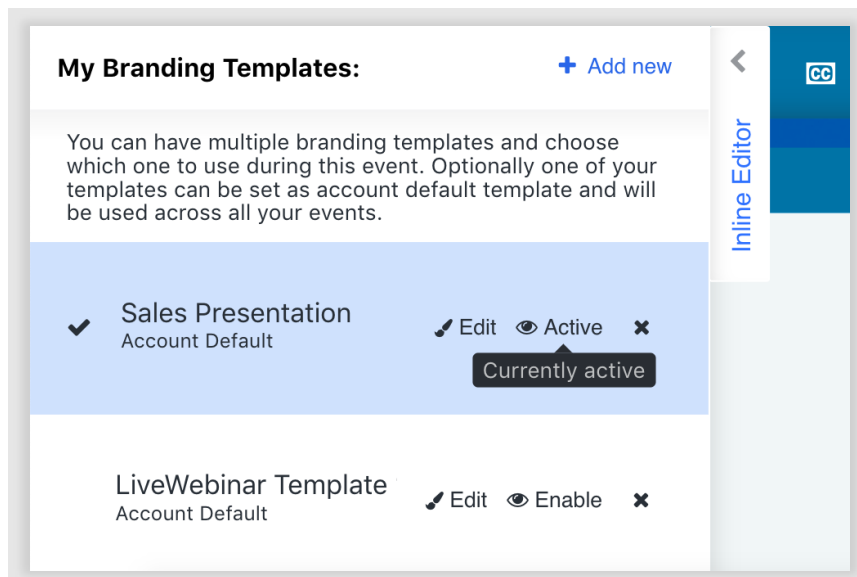 My Branding Templates:
+ Add new
CC
You can have multiple branding templates and choose
which one to use during this event. Optionally one of your
templates can be set as account default template and will
be used across all your events.
Inline Editor
Sales Presentation
Account Default
Edit
Active
Currently active
LiveWebinar Template
Account Default
Edit
Enable